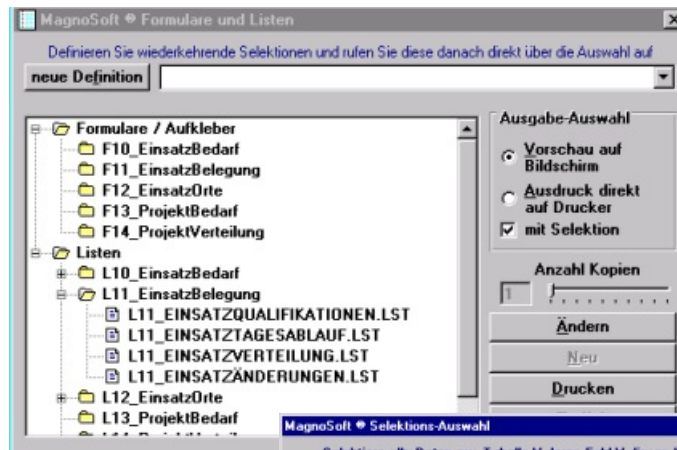 MagnoSoft ® Formulare und Listen
Definieren Sie wiederkehrende Selektionen und rufen Sie diese danach direkt über die Auswahl auf
neue Definition
Formulare / Aufkleber
F10_EinsatzBedarf
F11_EinsatzBelegung
F12_EinsatzOrte
F13_ProjektBedarf
F14_ProjektVerteilung
Listen
L10_EinsatzBedarf
L11_EinsatzBelegung
L11_EINSATZQUALIFIKATIONEN.LST
L11_EINSATZTAGESABLAUF.LST
L11_EINSATZVERTEILUNG.LST
L11_EINSATZÄNDERUNGEN.LST
L12_EinsatzOrte
L13_ProjektBedarf
Ausgabe-Auswahl
Vorschau auf
Bildschirm
Ausdruck direkt
auf Drucker
mit Selektion
Anzahl Kopien
1
Ändern
Neu
Drucken
MagnoSoft ® Selektions-Auswahl